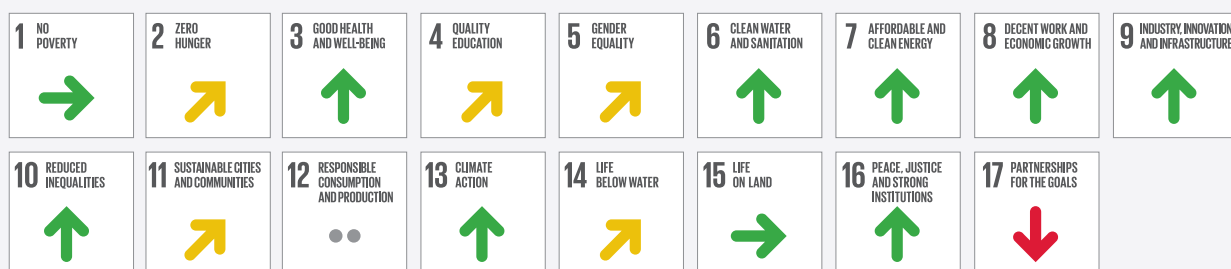 1 NO
POVERTY
2 ZERO
HUNGER
3 GOOD HEALTH
AND WELL-BEING
4 QUALITY
EDUCATION
5 GENDER
EQUALITY
6 CLEAN WATER
AND SANITATION
7 AFFORDABLE AND
CLEAN ENERGY
8 DECENT WORK AND
ECONOMIC GROWTH
9 INDUSTRY, INNOVATION
AND INFRASTRUCTURE
10 REDUCED
INEQUALITIES
11 SUSTAINABLE CITIES
AND COMMUNITIES
12 RESPONSIBLE
CONSUMPTION
AND PRODUCTION
13 CLIMATE
ACTION
14 LIFE
BELOW WATER
15 LIFE
ON LAND
16 PEACE, JUSTICE
AND STRONG
INSTITUTIONS
17 PARTNERSHIPS
FOR THE GOALS